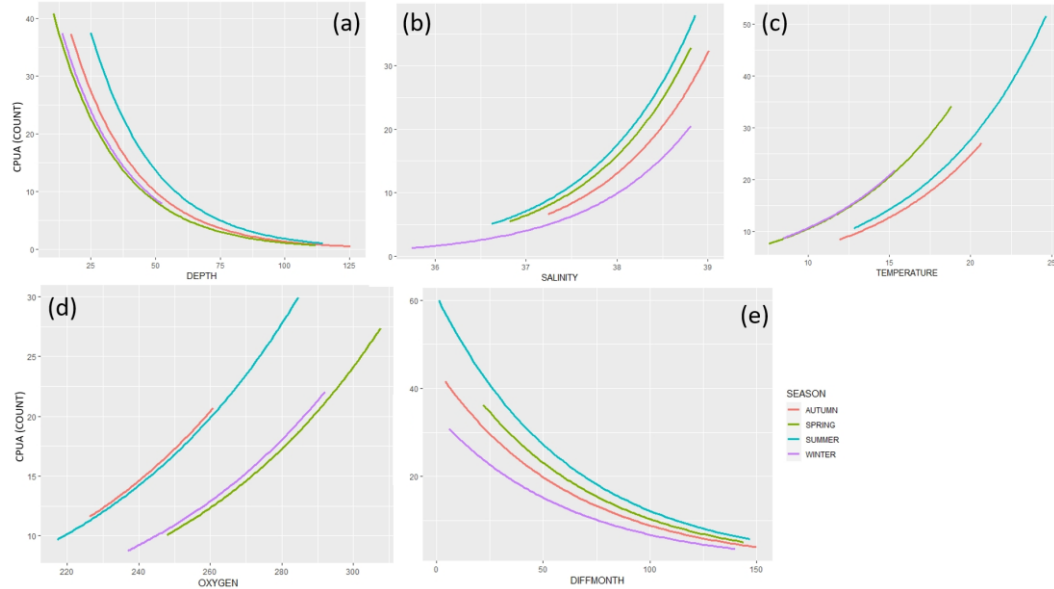 (a)
40
30
20
10
0
CPUA (COUNT)
25 50 75 100 125
DEPTH
(b)
30
20
10
0
36 37 38 39
SALINITY
(c)
50
40
30
20
10
10 15 20 25
TEMPERATURE
(d)
30
25
20
15
10
CPUA (COUNT)
220 240 260 280 300
OXYGEN
(e)
60
40
20
0 50 100 150
DIFFMONTH
SEASON
AUTUMN
SPRING
SUMMER
WINTER